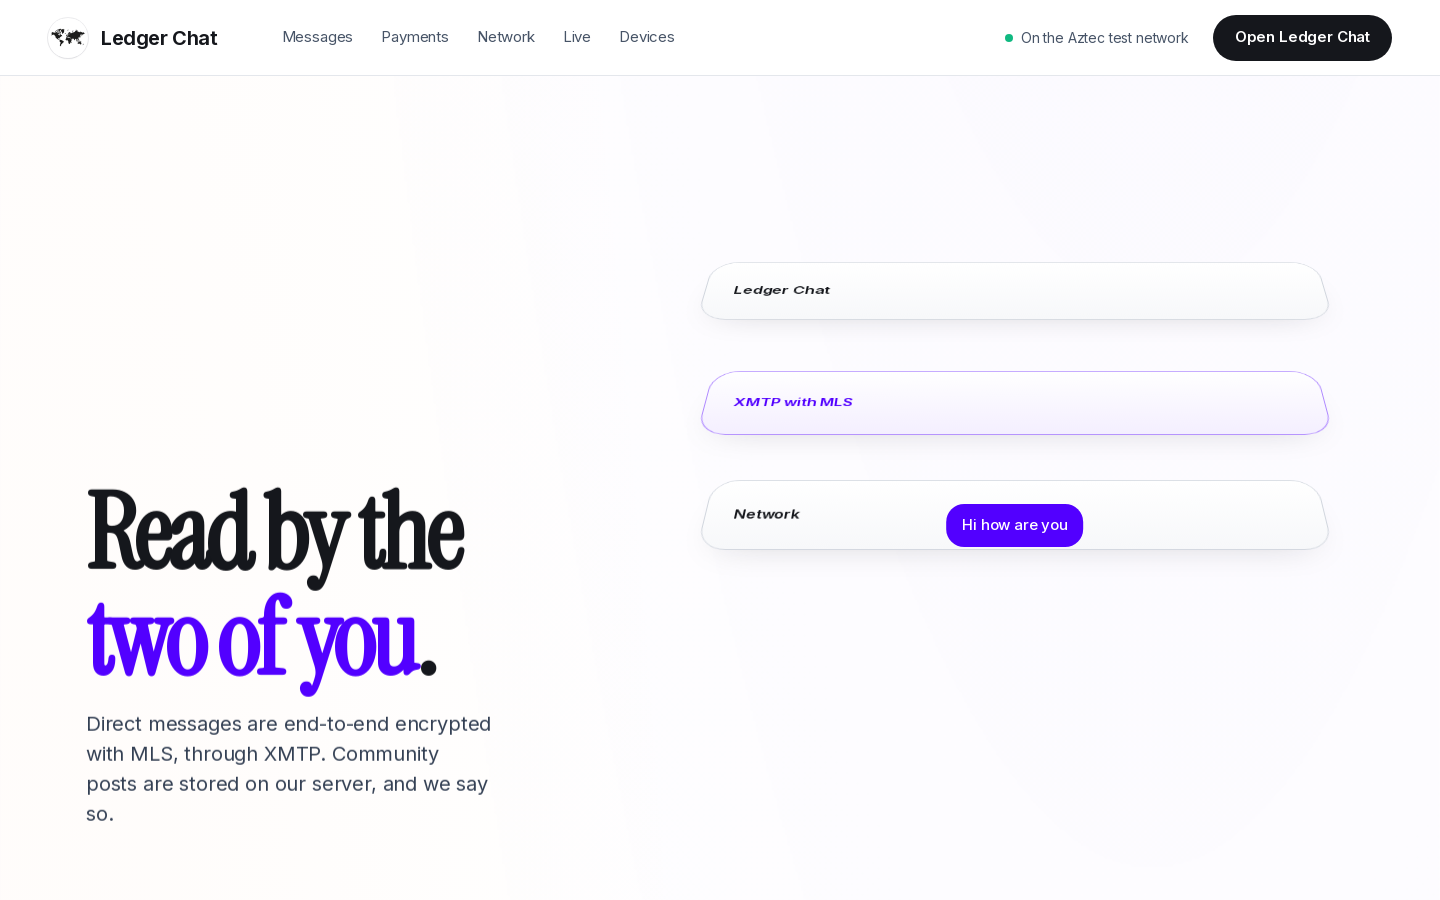 Ledger Chat
Messages
Payments
Network
Live
Devices
On the Aztec test network
Open Ledger Chat
Ledger Chat
XMTP with MLS
Network
Hi how are you
Read by the
two of you.
Direct messages are end-to-end encrypted
with MLS, through XMTP. Community
posts are stored on our server, and we say
so.